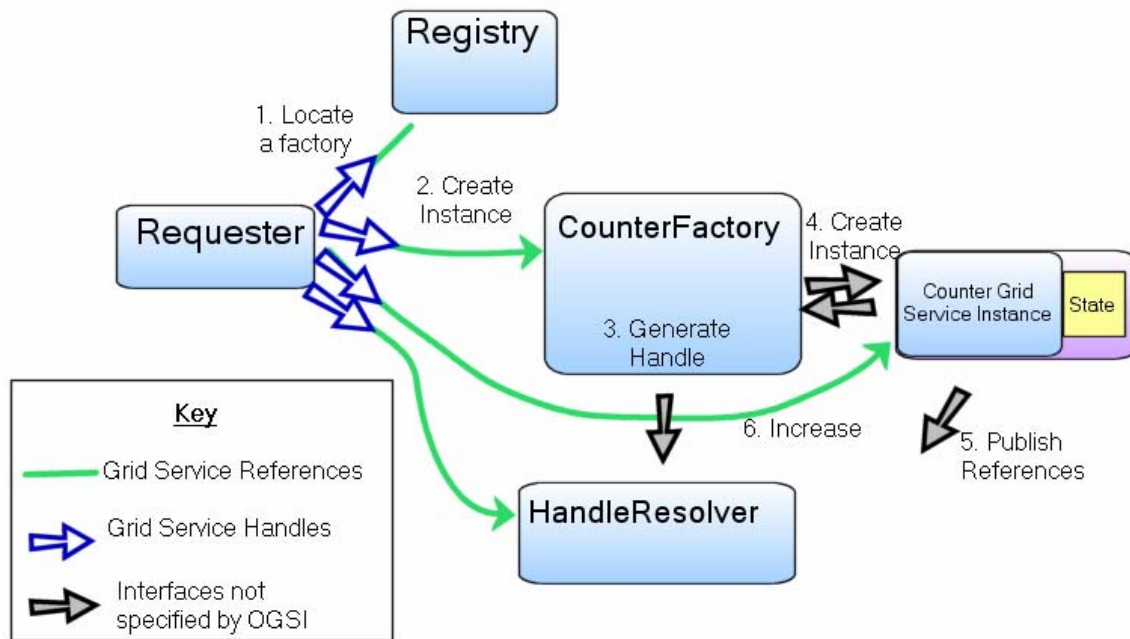 Registry
1. Locate
a factory
2. Create
Instance
Requester
CounterFactory
4. Create
Instance
Counter Grid
Service Instance
State
3. Generate
Handle
6. Increase
5. Publish
References
HandleResolver
Key
Grid Service References
Grid Service Handles
Interfaces not
specified by OGSI